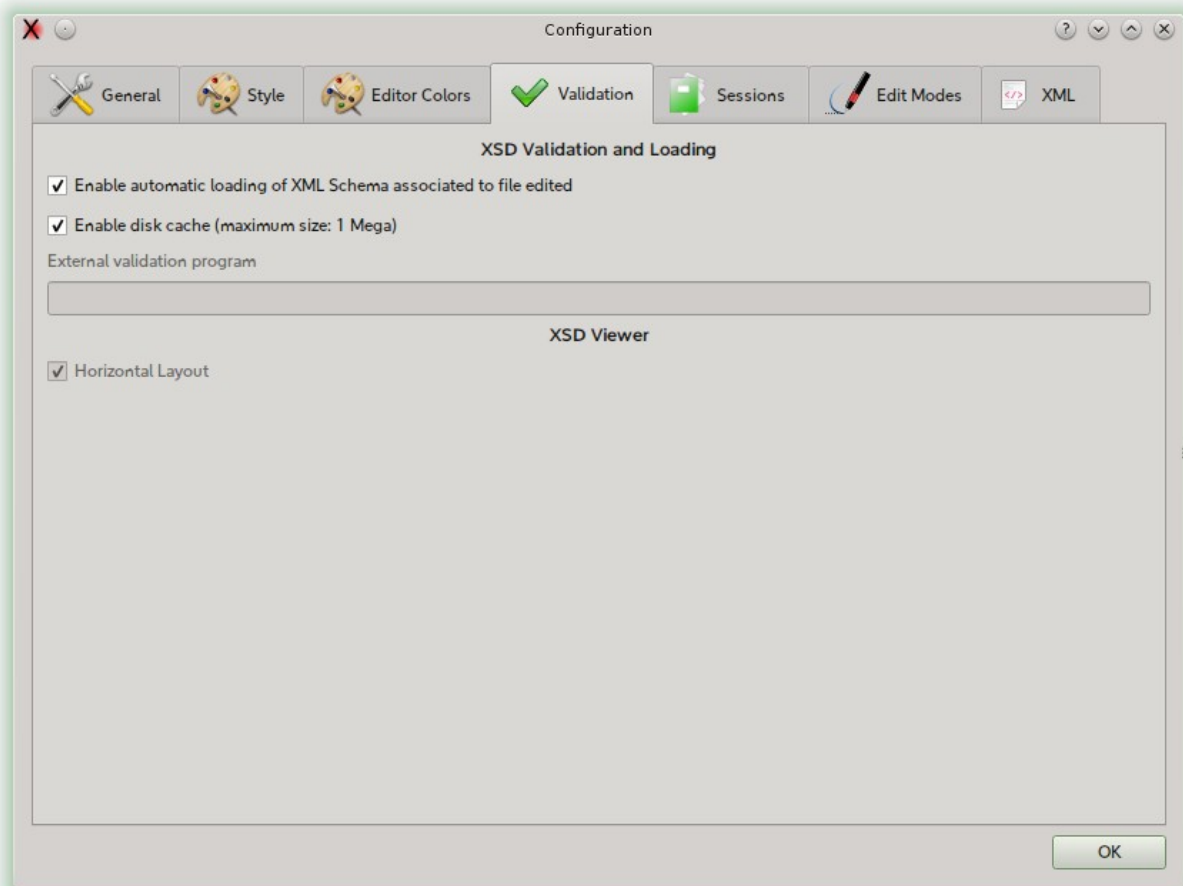 Configuration
General Style Editor Colors Validation Sessions Edit Modes XML
XSD Validation and Loading
Enable automatic loading of XML Schema associated to file edited
Enable disk cache (maximum size: 1 Mega)
External validation program
XSD Viewer
Horizontal Layout
OK